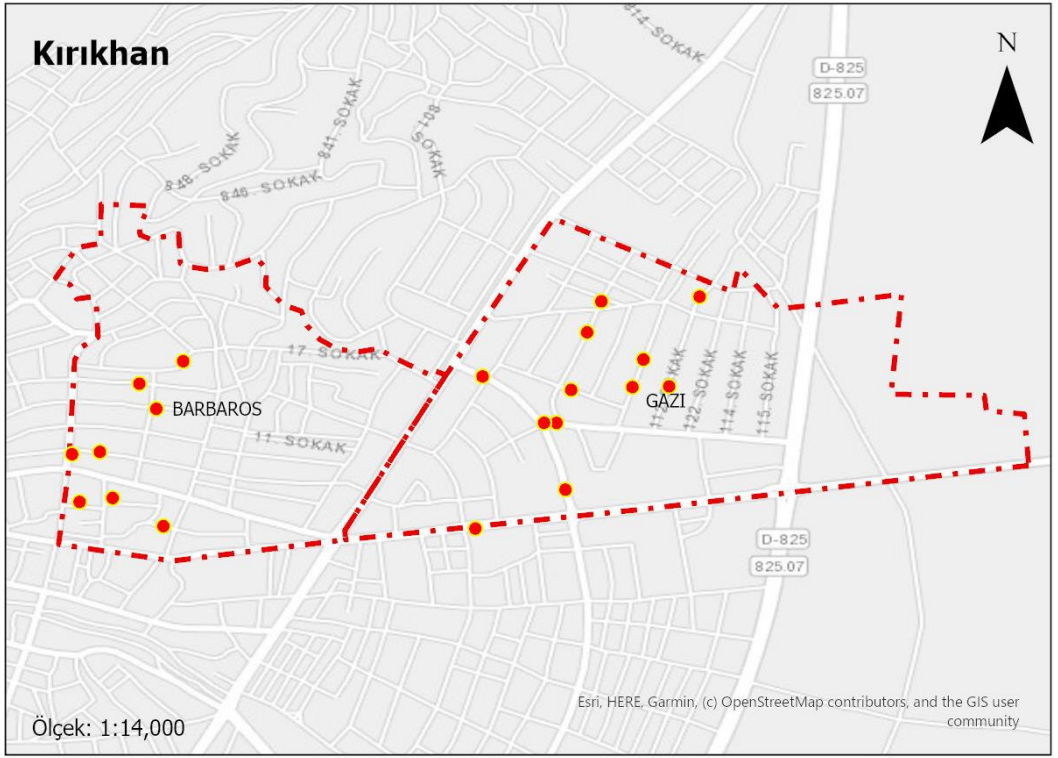 Kırıkhan
814. SOKAK
N
D-825
825.07
841. SOKAK
801.
SOKAK
848. SOKAK
846. SOKAK
17. SOKAK
BARBAROS
GAZİ
112. SOKAK
122. SOKAK
114. SOKAK
115. SOKAK
11. SOKAK
D-825
825.07
Esri, HERE, Garmin, (c) OpenStreetMap contributors, and the GIS user
community
Ölçek: 1:14,000